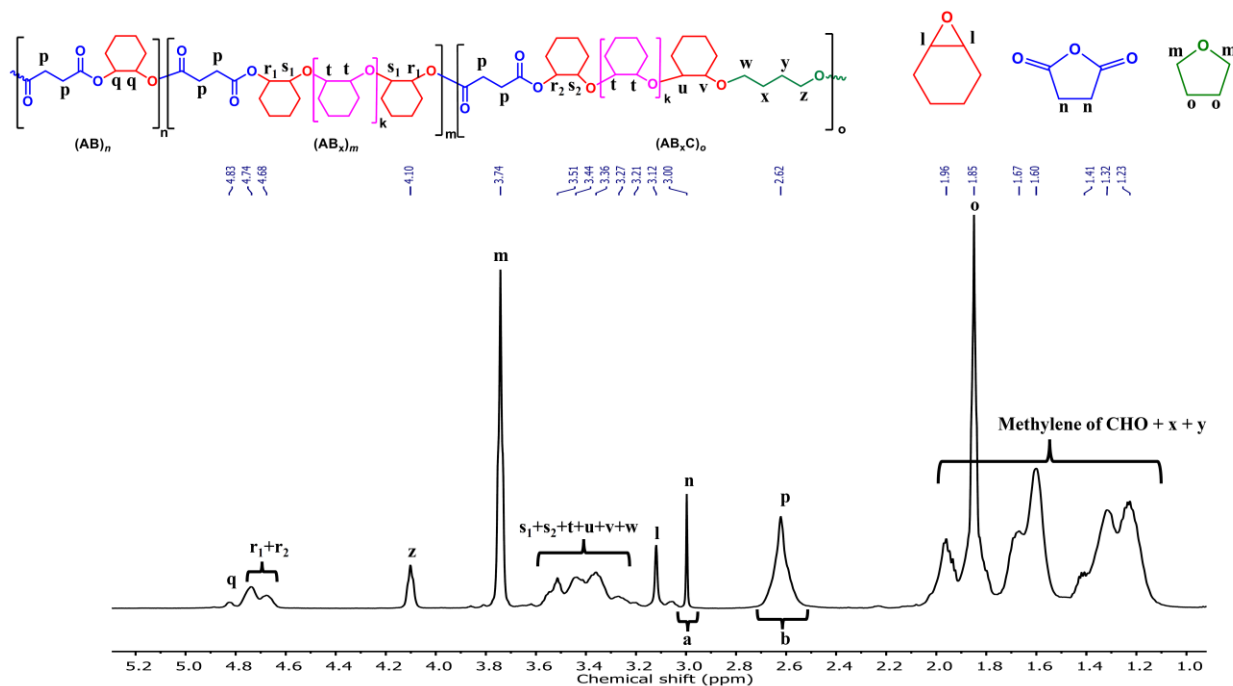 p O O O p O O r₁ s₁ O t t O s₁ r₁ O p O O O w y O
O p O q q O n O p O k m O p O r₂ s₂ O t t O k u v O x z o
(AB)n (ABx)m (ABxC)o
O l l
O O O n n
O m m o o
4.83 4.74 4.68 4.10 3.74 3.51 3.44 3.36 3.27 3.21 3.12 3.00 2.62 1.96 1.85 1.67 1.60 1.41 1.32 1.23
o
m
Methylene of CHO + x + y
n
p
s₁+s₂+t+u+v+w
l
r₁+r₂
z
q
a b
5.2 5.0 4.8 4.6 4.4 4.2 4.0 3.8 3.6 3.4 3.2 3.0 2.8 2.6 2.4 2.2 2.0 1.8 1.6 1.4 1.2 1.0
Chemical shift (ppm)